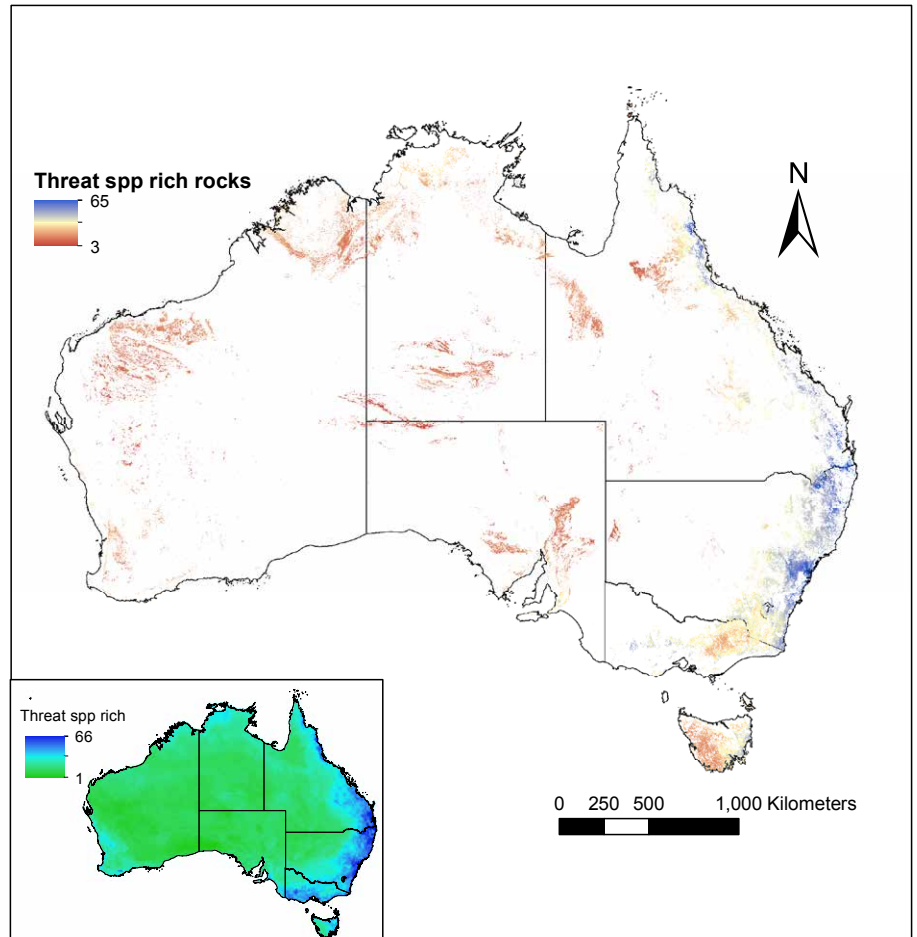 N
Threat spp rich rocks
65
3
Threat spp rich
66
1
0 250 500 1,000 Kilometers